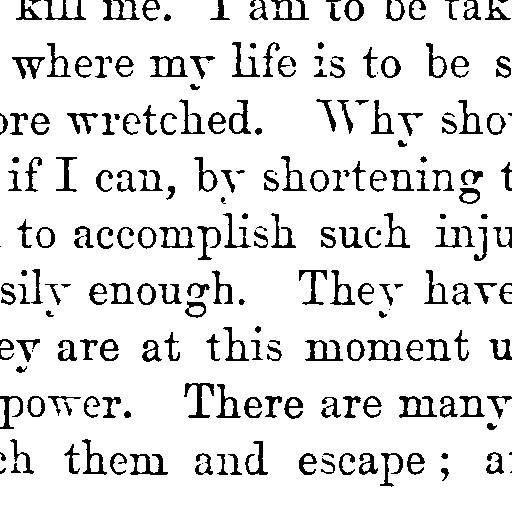 kill me. I am to be tak
where my life is to be s
ore wretched. Why sho
if I can, by shortening t
to accomplish such inju
sily enough. They have
ey are at this moment u
power. There are many
ch them and escape; a